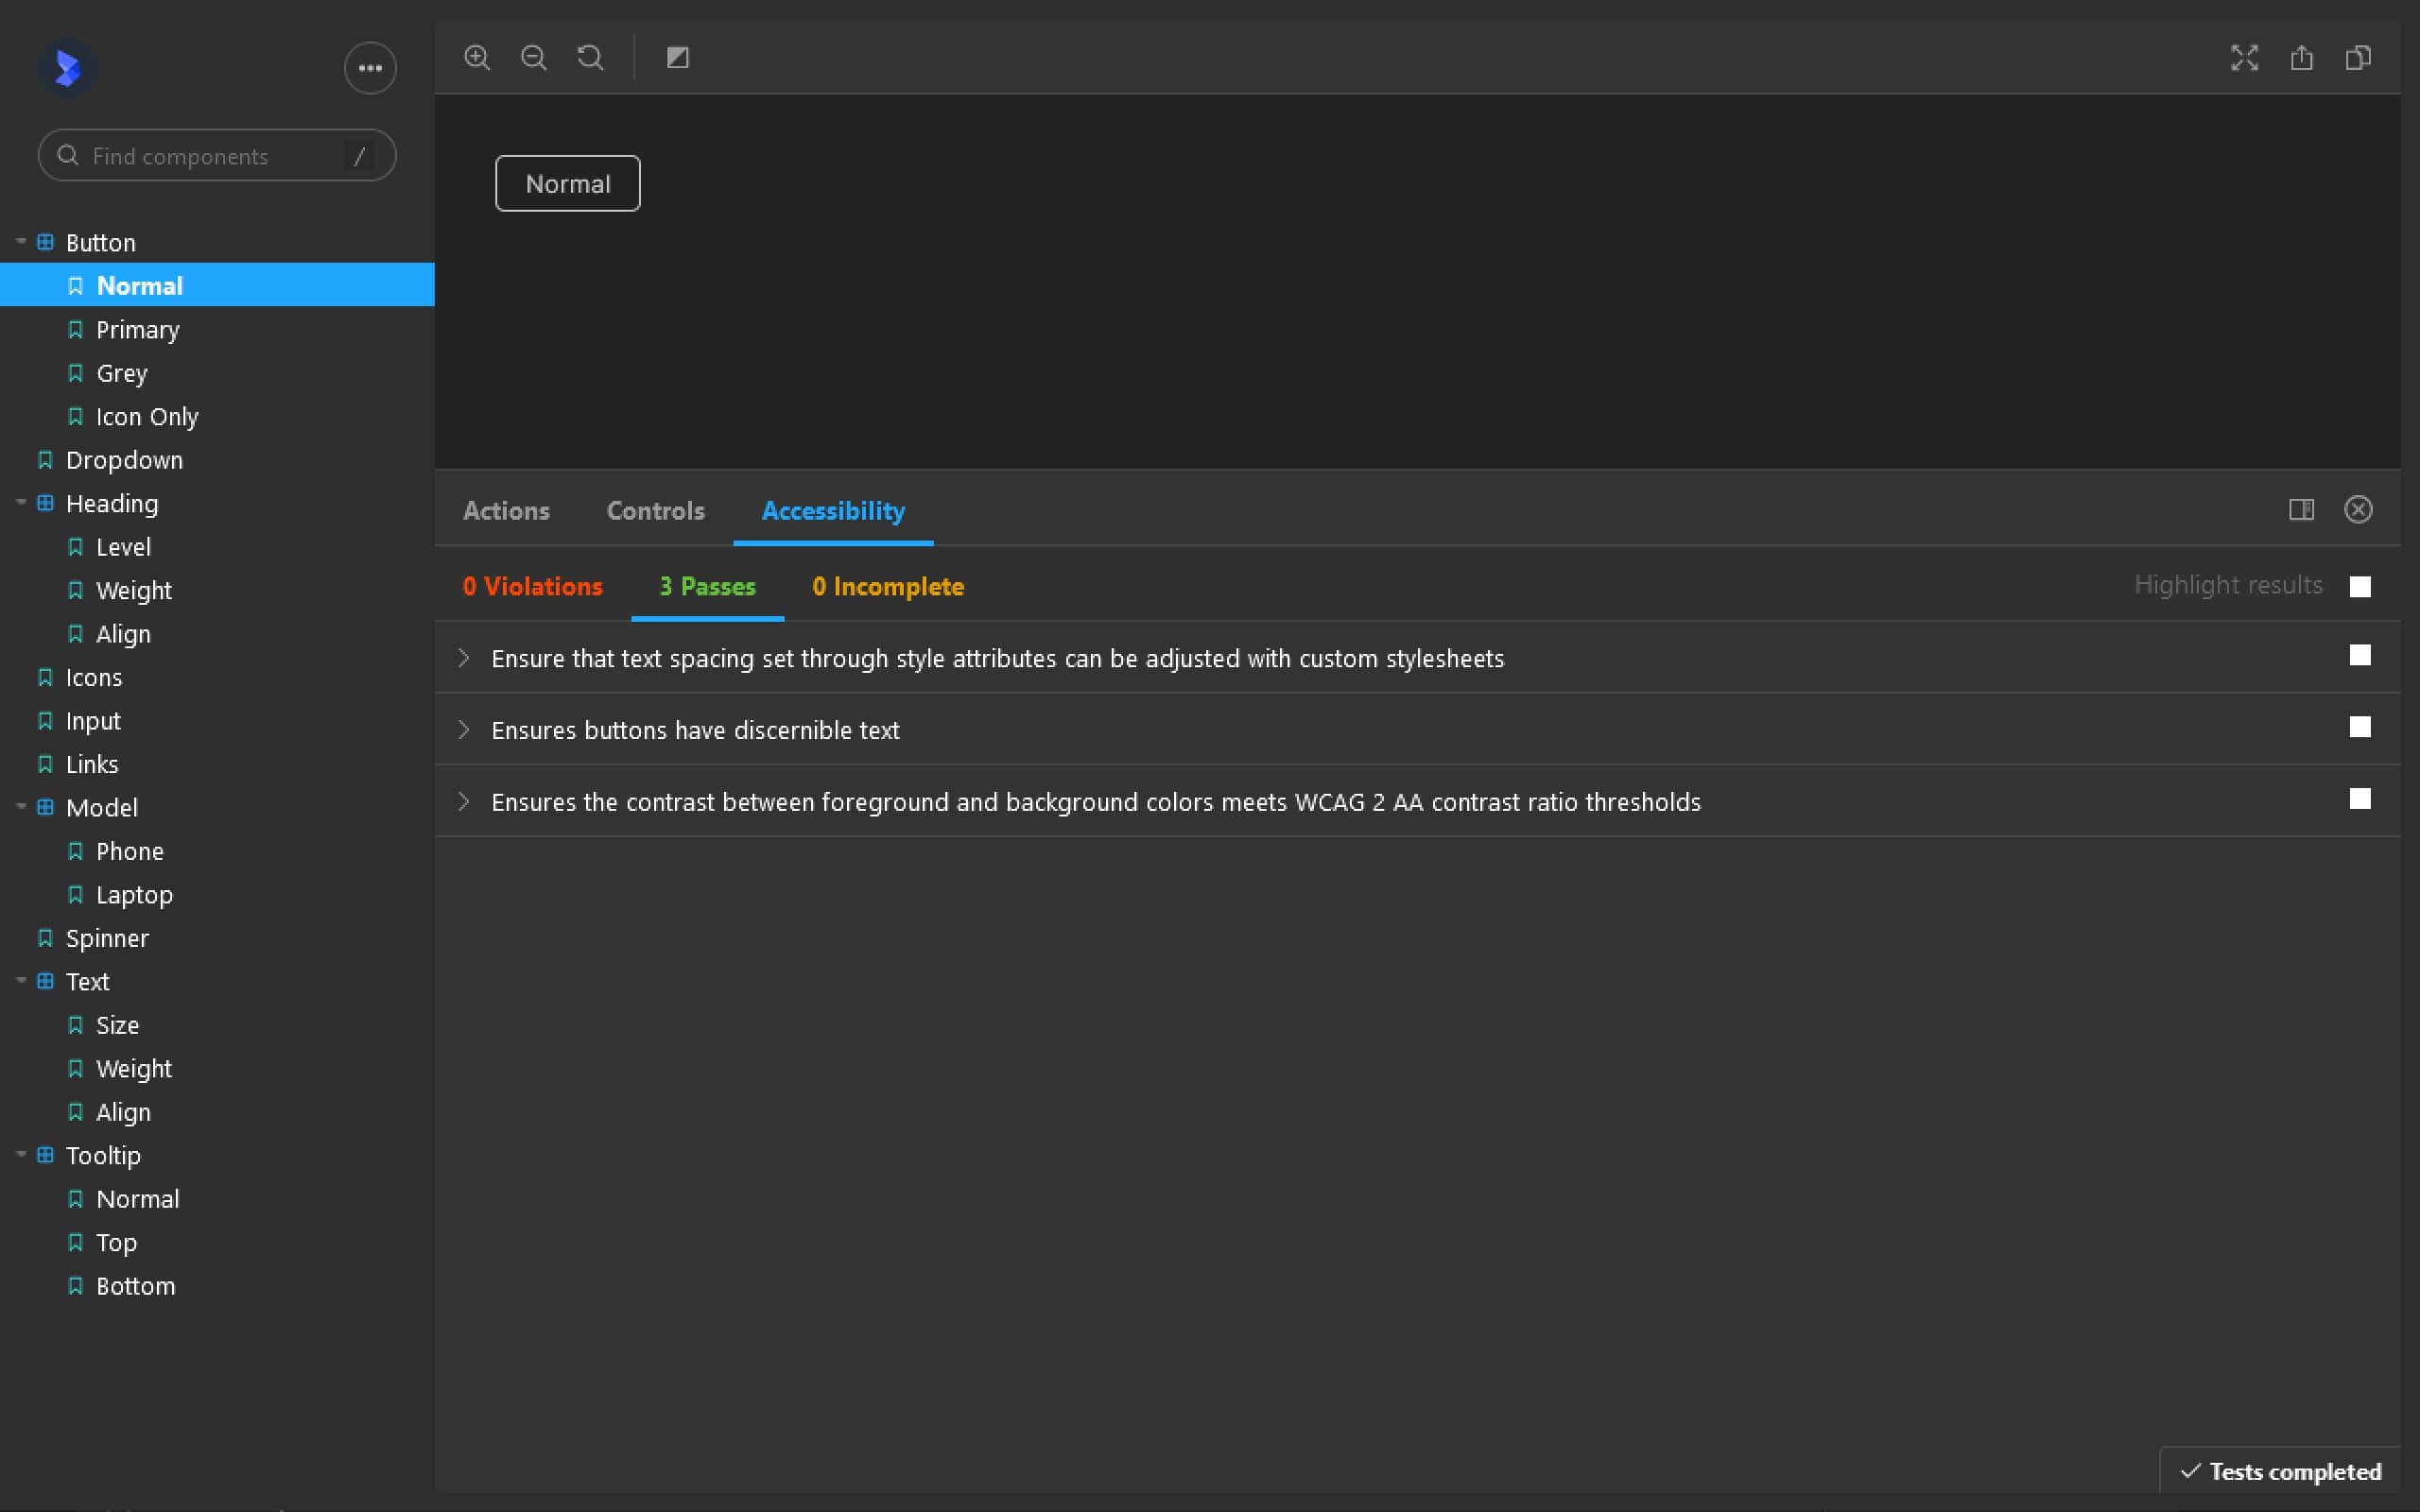 Find components
/
Button
Normal
Primary
Grey
Icon Only
Dropdown
Heading
Level
Weight
Align
Icons
Input
Links
Model
Phone
Laptop
Spinner
Text
Size
Weight
Align
Tooltip
Normal
Top
Bottom
Normal
Actions Controls Accessibility
0 Violations 3 Passes 0 Incomplete Highlight results
Ensure that text spacing set through style attributes can be adjusted with custom stylesheets
Ensures buttons have discernible text
Ensures the contrast between foreground and background colors meets WCAG 2 AA contrast ratio thresholds
Tests completed